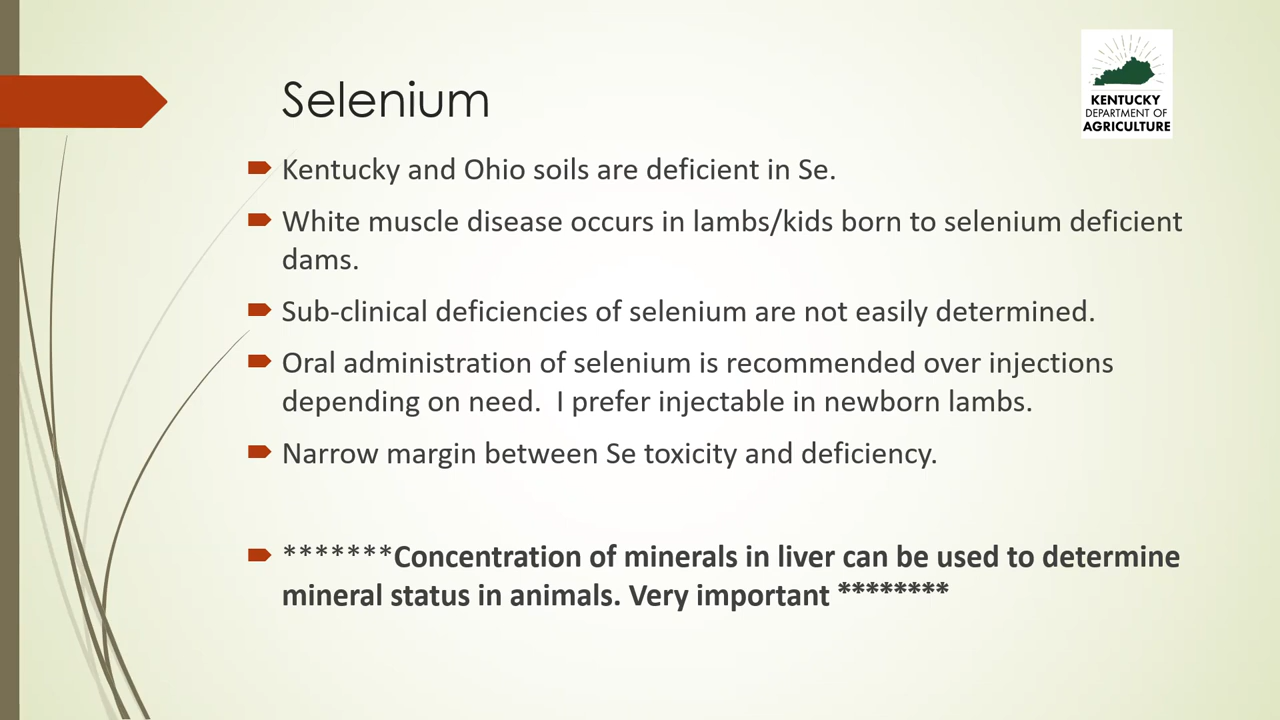 Selenium
KENTUCKY
DEPARTMENT OF
AGRICULTURE
Kentucky and Ohio soils are deficient in Se.
White muscle disease occurs in lambs/kids born to selenium deficient
dams.
Sub-clinical deficiencies of selenium are not easily determined.
Oral administration of selenium is recommended over injections
depending on need.  I prefer injectable in newborn lambs.
Narrow margin between Se toxicity and deficiency.
*******Concentration of minerals in liver can be used to determine
mineral status in animals. Very important ********